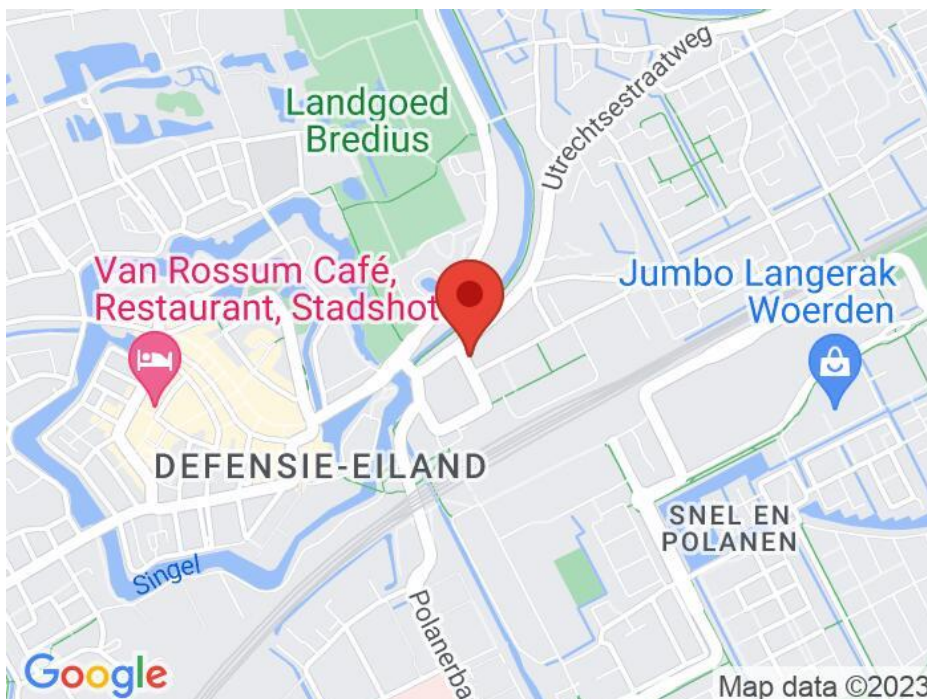 Landgoed
Bredius
Utrechtsestraatweg
Van Rossum Café,
Restaurant, Stadshot
Jumbo Langerak
Woerden
DEFENSIE-EILAND
SNEL EN
POLANEN
Singel
Polanerba
Google
Map data ©2023